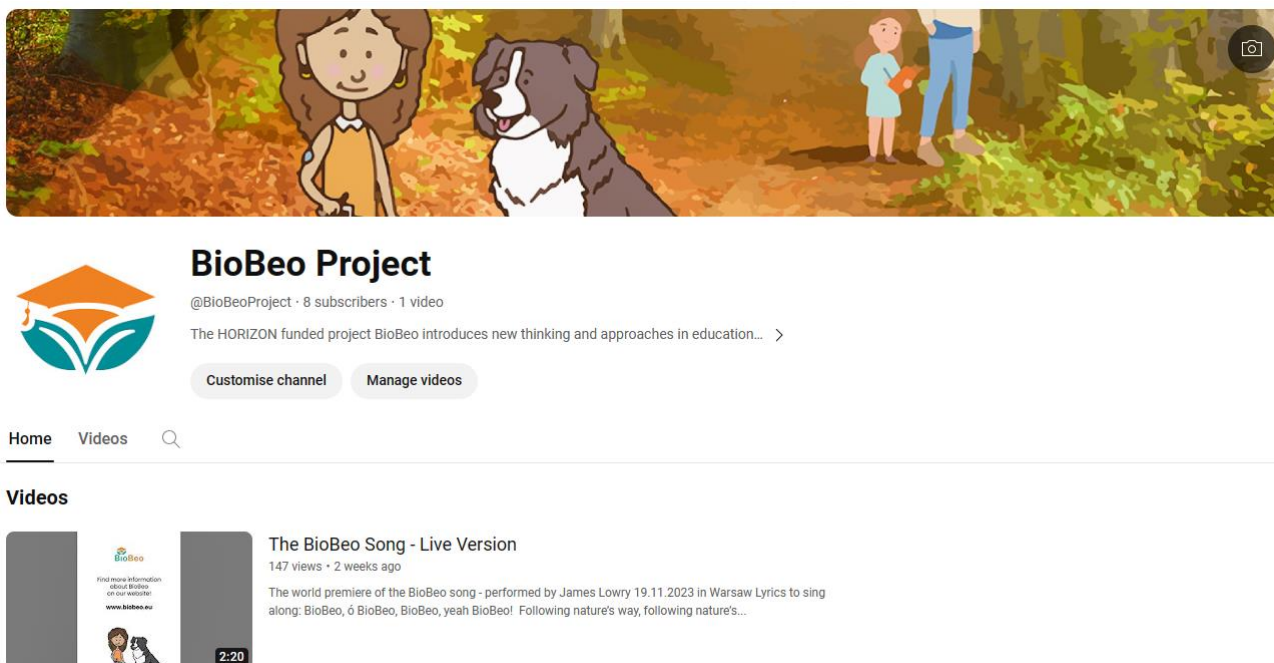 BioBeo Project
@BioBeoProject · 8 subscribers · 1 video
The HORIZON funded project BioBeo introduces new thinking and approaches in education...
Customise channel Manage videos
Home Videos
Videos
BioBeo
Find more information
about BioBeo
on our website!
www.biobeo.eu
2:20
The BioBeo Song - Live Version
147 views • 2 weeks ago
The world premiere of the BioBeo song - performed by James Lowry 19.11.2023 in Warsaw Lyrics to sing
along: BioBeo, ó BioBeo, BioBeo, yeah BioBeo! Following nature's way, following nature's...